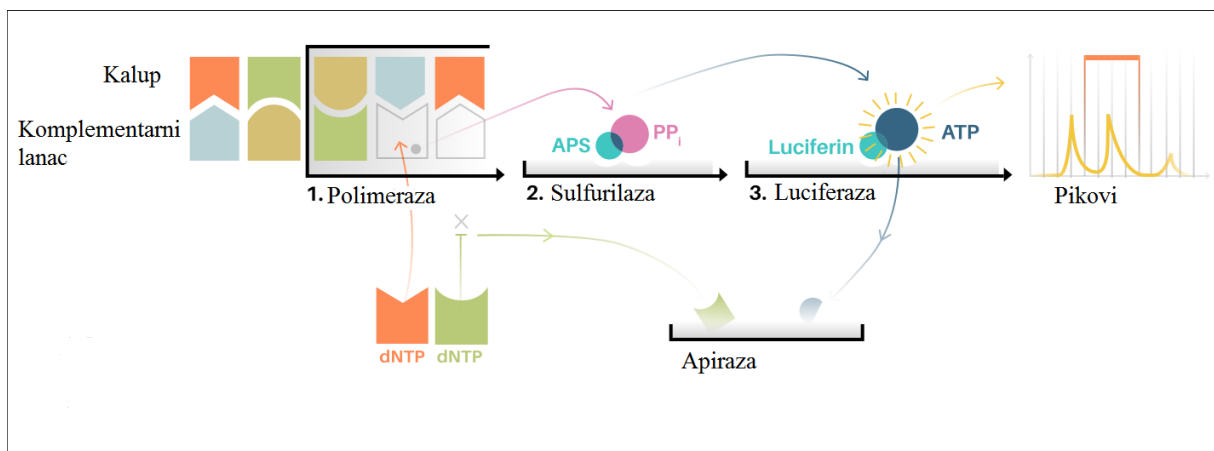 Kalup
Komplementarni
lanac
APS
PPi
Luciferin
ATP
1. Polimeraza
2. Sulfurilaza
3. Luciferaza
Pikovi
dNTP
dNTP
Apiraza